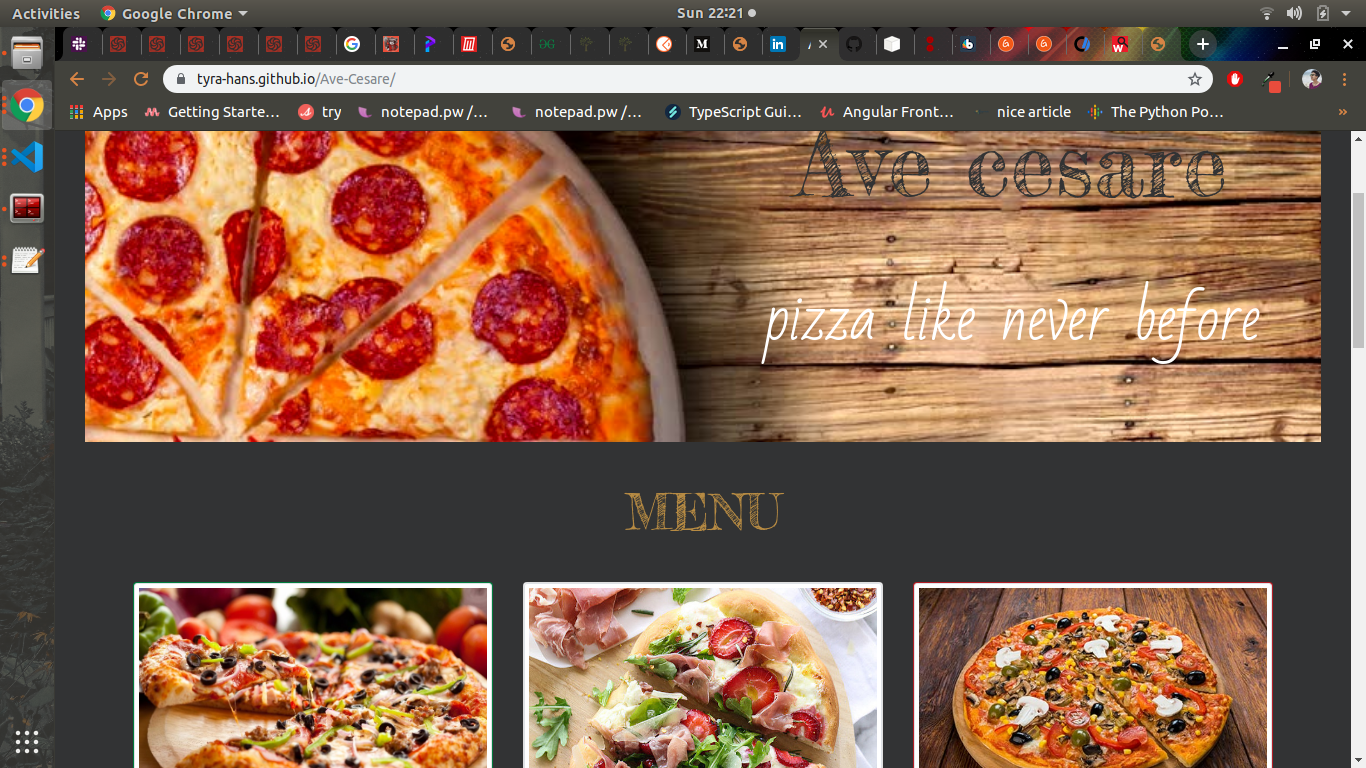 Activities
Google Chrome
Sun 22:21
tyra-hans.github.io/Ave-Cesare/
Apps
Getting Starte...
try
notepad.pw /...
notepad.pw /...
TypeScript Gui...
Angular Front...
nice article
The Python Po...
Ave cesare
pizza like never before
MENU